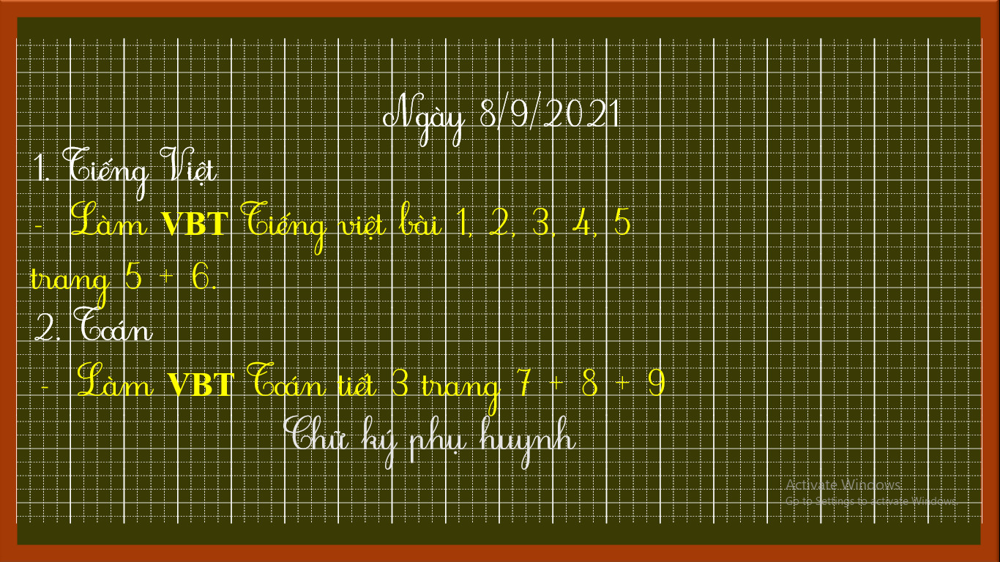 Ngày 8/9/2021
1. Tiếng Việt
- Làm VBT Tiếng việt bài 1, 2, 3, 4, 5
trang 5 + 6.
2. Toán
- Làm VBT Toán tiết 3 trang 7 + 8 + 9
Chữ ký phụ huynh
Activate Windows
Go to Settings to activate Windows.